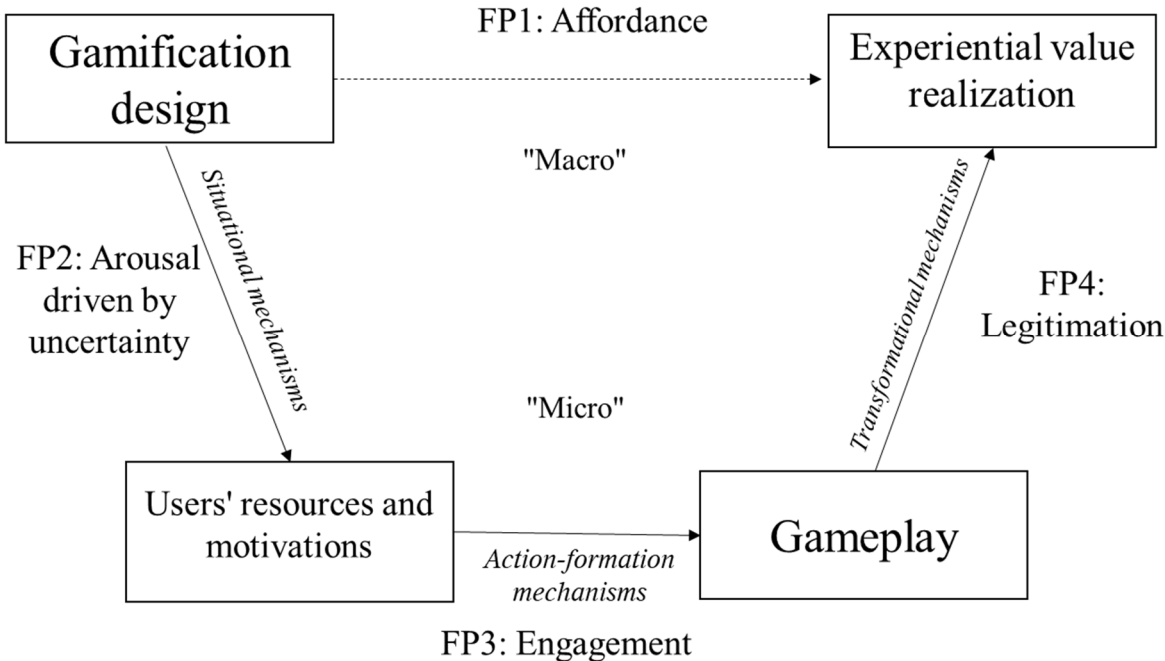 FP1: Affordance
Gamification
design
Experiential value
realization
"Macro"
Situational mechanisms
Transformational mechanisms
FP2: Arousal
driven by
uncertainty
FP4:
Legitimation
"Micro"
Users' resources and
motivations
Action-formation
mechanisms
Gameplay
FP3: Engagement